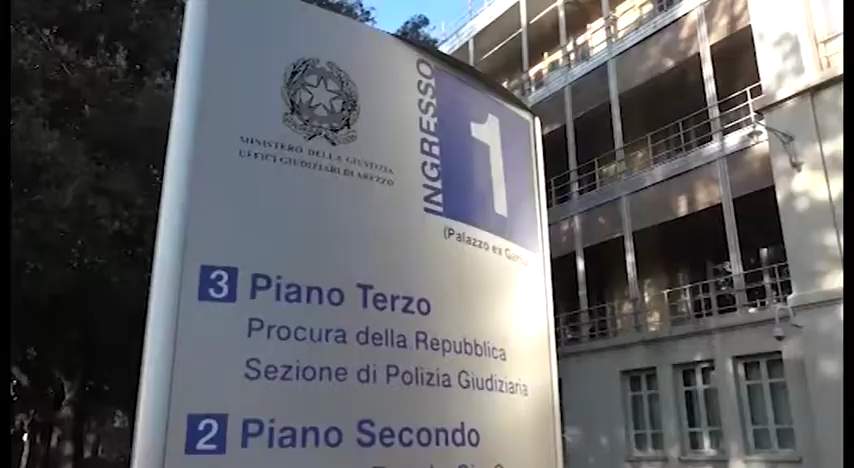 MINISTERO DELLA GIUSTIZIA
UFFICI GIUDIZIARI DI AREZZO
INGRESSO
1
(Palazzo ex
3 Piano Terzo
Procura della Repubblica
Sezione di Polizia Giudiziaria
2 Piano Secondo